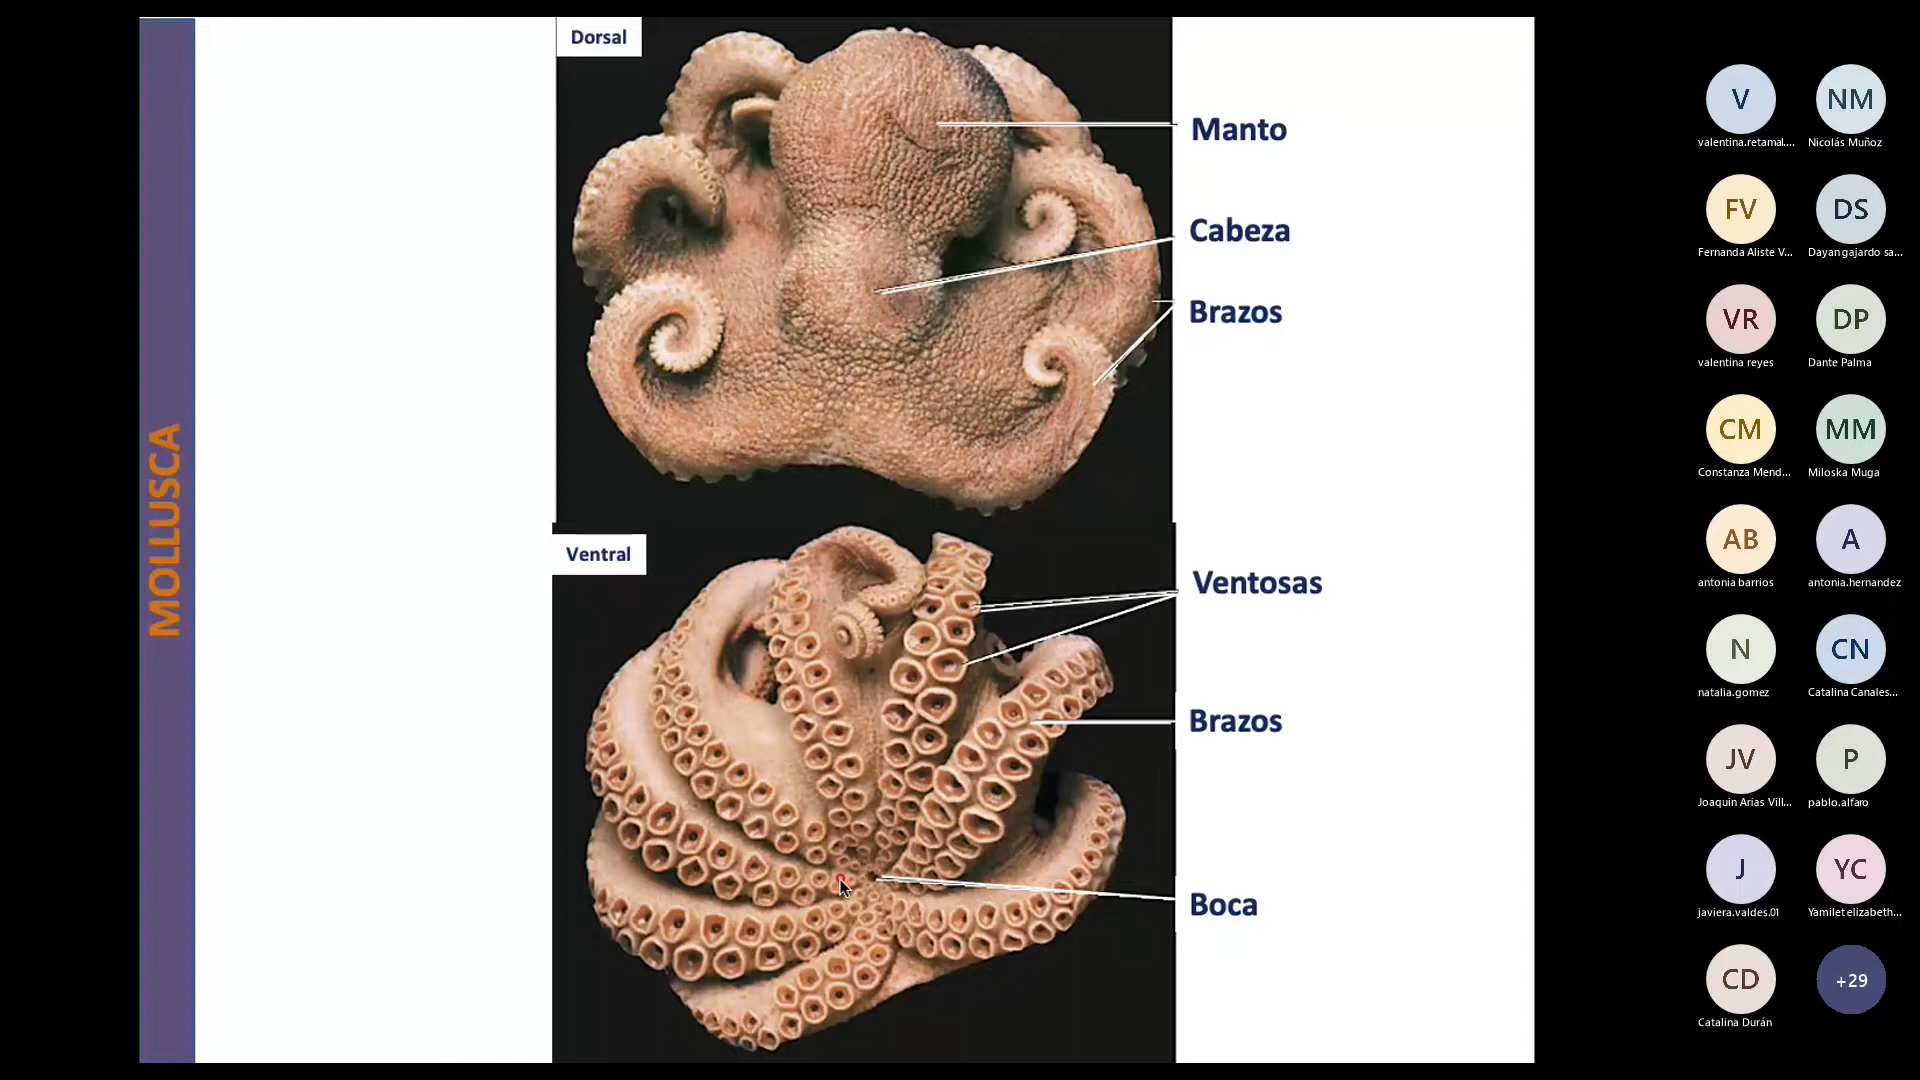 MOLLUSCA
Dorsal
Manto
Cabeza
Brazos
Ventral
Ventosas
Brazos
Boca
V
valentina.retamal....
NM
Nicolás Muñoz
FV
Fernanda Aliste V...
DS
Dayan gajardo sa...
VR
valentina reyes
DP
Dante Palma
CM
Constanza Mend...
MM
Miloska Muga
AB
antonia barrios
A
antonia.hernandez
N
natalia.gomez
CN
Catalina Canales...
JV
Joaquin Arias Vill...
P
pablo.alfaro
J
javiera.valdes.01
YC
Yamilet elizabeth...
CD
Catalina Durán
+29